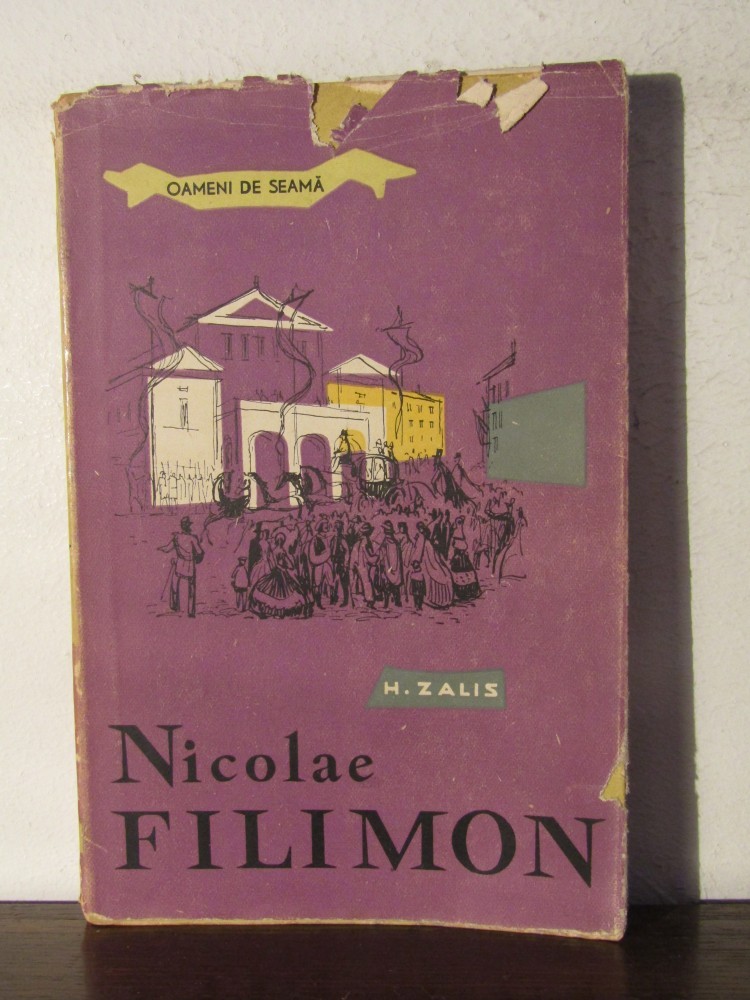 OAMENI DE SEAMĂ
H. ZALIS
Nicolae
FILIMON